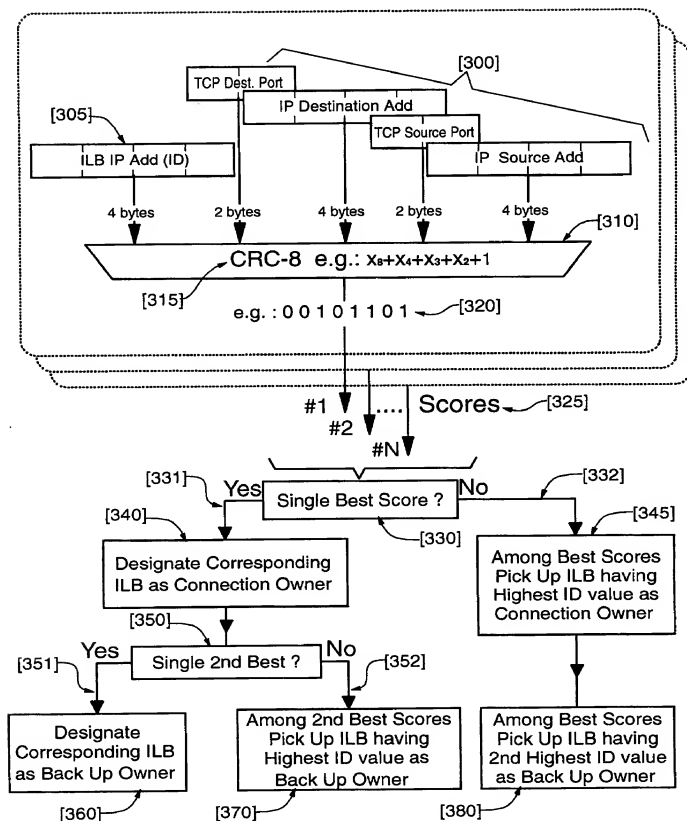 [300]
TCP Dest. Port
IP Destination Add
[305]
TCP Source Port
ILB IP Add (ID)
IP Source Add
4 bytes
2 bytes
4 bytes
2 bytes
4 bytes
[310]
CRC-8 e.g.: X8+X4+X3+X2+1
[315]
e.g. : 0 0 1 0 1 1 0 1
[320]
#1
#2
....
#N
Scores
[325]
[331]
Yes
Single Best Score ?
No
[332]
[330]
[340]
[345]
Designate Corresponding
ILB as Connection Owner
Among Best Scores
Pick Up ILB having
Highest ID value as
Connection Owner
[350]
[351]
Yes
Single 2nd Best ?
No
[352]
Designate
Corresponding ILB
as Back Up Owner
Among 2nd Best Scores
Pick Up ILB having
Highest ID value as
Back Up Owner
Among Best Scores
Pick Up ILB having
2nd Highest ID value
as Back Up Owner
[360]
[370]
[380]